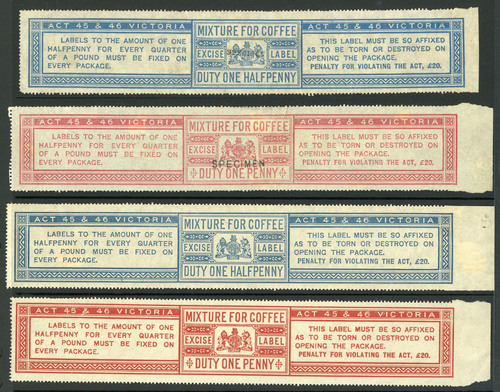 ACT 45 & 46 VICTORIA
LABELS TO THE AMOUNT OF ONE
HALFPENNY FOR EVERY QUARTER
OF A POUND MUST BE FIXED ON
EVERY PACKAGE.
MIXTURE FOR COFFEE
SPECIMEN
DUTY ONE HALFPENNY
ACT 45 & 46 VICTORIA
THIS LABEL MUST BE SO AFFIXED
AS TO BE TORN OR DESTROYED ON
OPENING THE PACKAGE.
PENALTY FOR VIOLATING THE ACT, £20.
ACT 45 & 46 VICTORIA
LABELS TO THE AMOUNT OF ONE
HALFPENNY FOR EVERY QUARTER
OF A POUND MUST BE FIXED ON
EVERY PACKAGE.
MIXTURE FOR COFFEE
EXCISE LABEL
SPECIMEN
DUTY ONE PENNY
ACT 45 & 46 VICTORIA
THIS LABEL MUST BE SO AFFIXED
AS TO BE TORN OR DESTROYED ON
OPENING THE PACKAGE.
PENALTY FOR VIOLATING THE ACT, £20.
ACT 45 & 46 VICTORIA
LABELS TO THE AMOUNT OF ONE
HALFPENNY FOR EVERY QUARTER
OF A POUND MUST BE FIXED ON
EVERY PACKAGE.
MIXTURE FOR COFFEE
EXCISE LABEL
DUTY ONE HALFPENNY
ACT 45 & 46 VICTORIA
THIS LABEL MUST BE SO AFFIXED
AS TO BE TORN OR DESTROYED ON
OPENING THE PACKAGE.
PENALTY FOR VIOLATING THE ACT, £20.
ACT 45 & 46 VICTORIA
LABELS TO THE AMOUNT OF ONE
HALFPENNY FOR EVERY QUARTER
OF A POUND MUST BE FIXED ON
EVERY PACKAGE.
MIXTURE FOR COFFEE
EXCISE LABEL
DUTY ONE PENNY
ACT 45 & 46 VICTORIA
THIS LABEL MUST BE SO AFFIXED
AS TO BE TORN OR DESTROYED ON
OPENING THE PACKAGE.
PENALTY FOR VIOLATING THE ACT, £20.